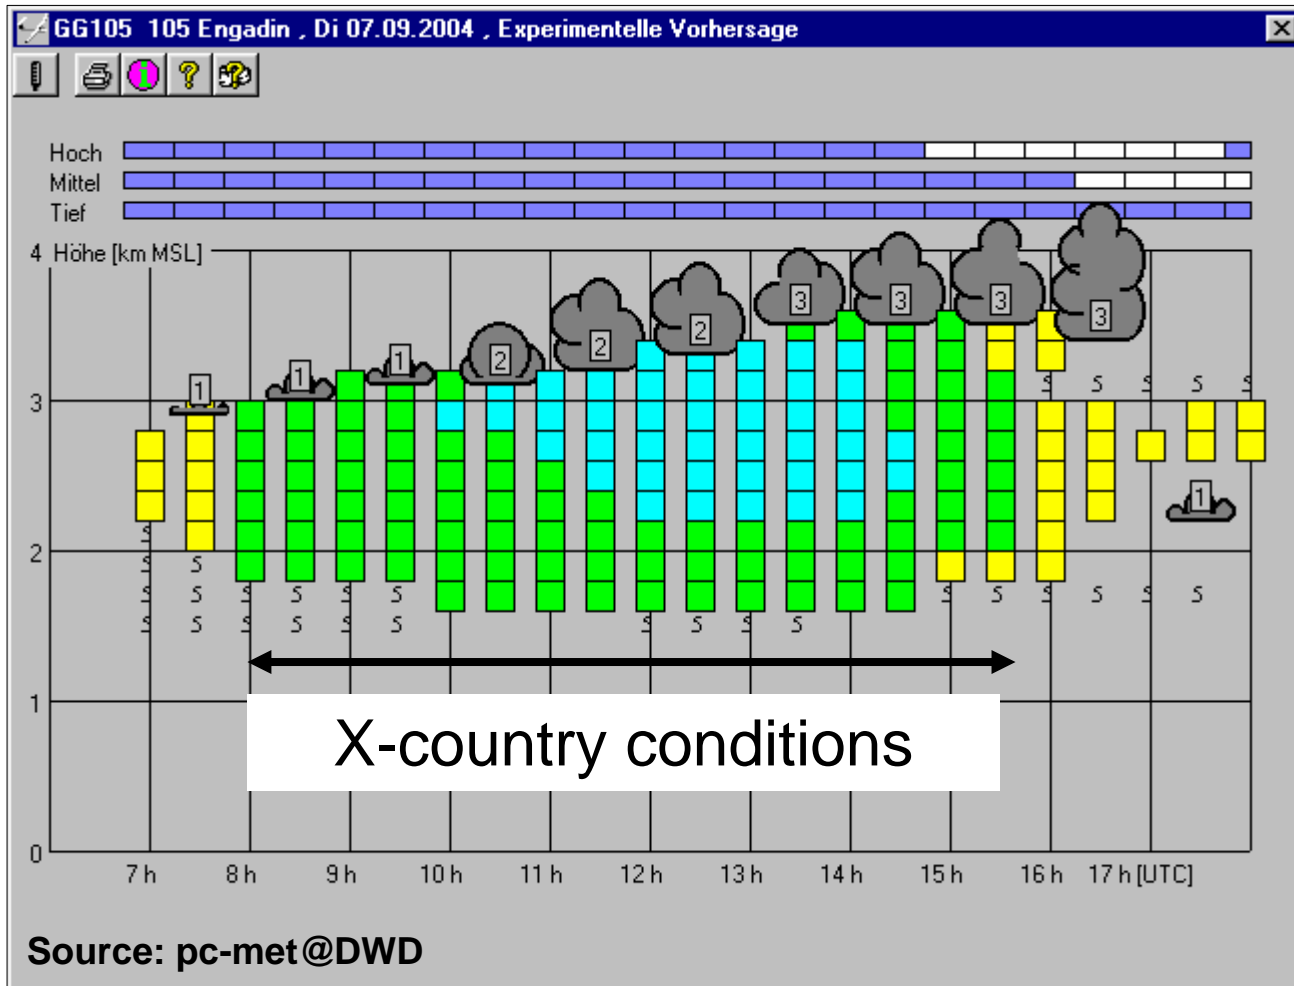 GG105 105 Engadin , Di 07.09.2004 , Experimentelle Vorhersage
Hoch
Mittel
Tief
4 Höhe [km MSL]
3 3 3 3 3
2 2 2
1 1 1
S S S S
3
1
S
2
S
S S S S S S S S S S S
S S S S S S S S S S
X-country conditions
1
0
7 h 8 h 9 h 10 h 11 h 12 h 13 h 14 h 15 h 16 h 17 h [UTC]
Source: pc-met@DWD